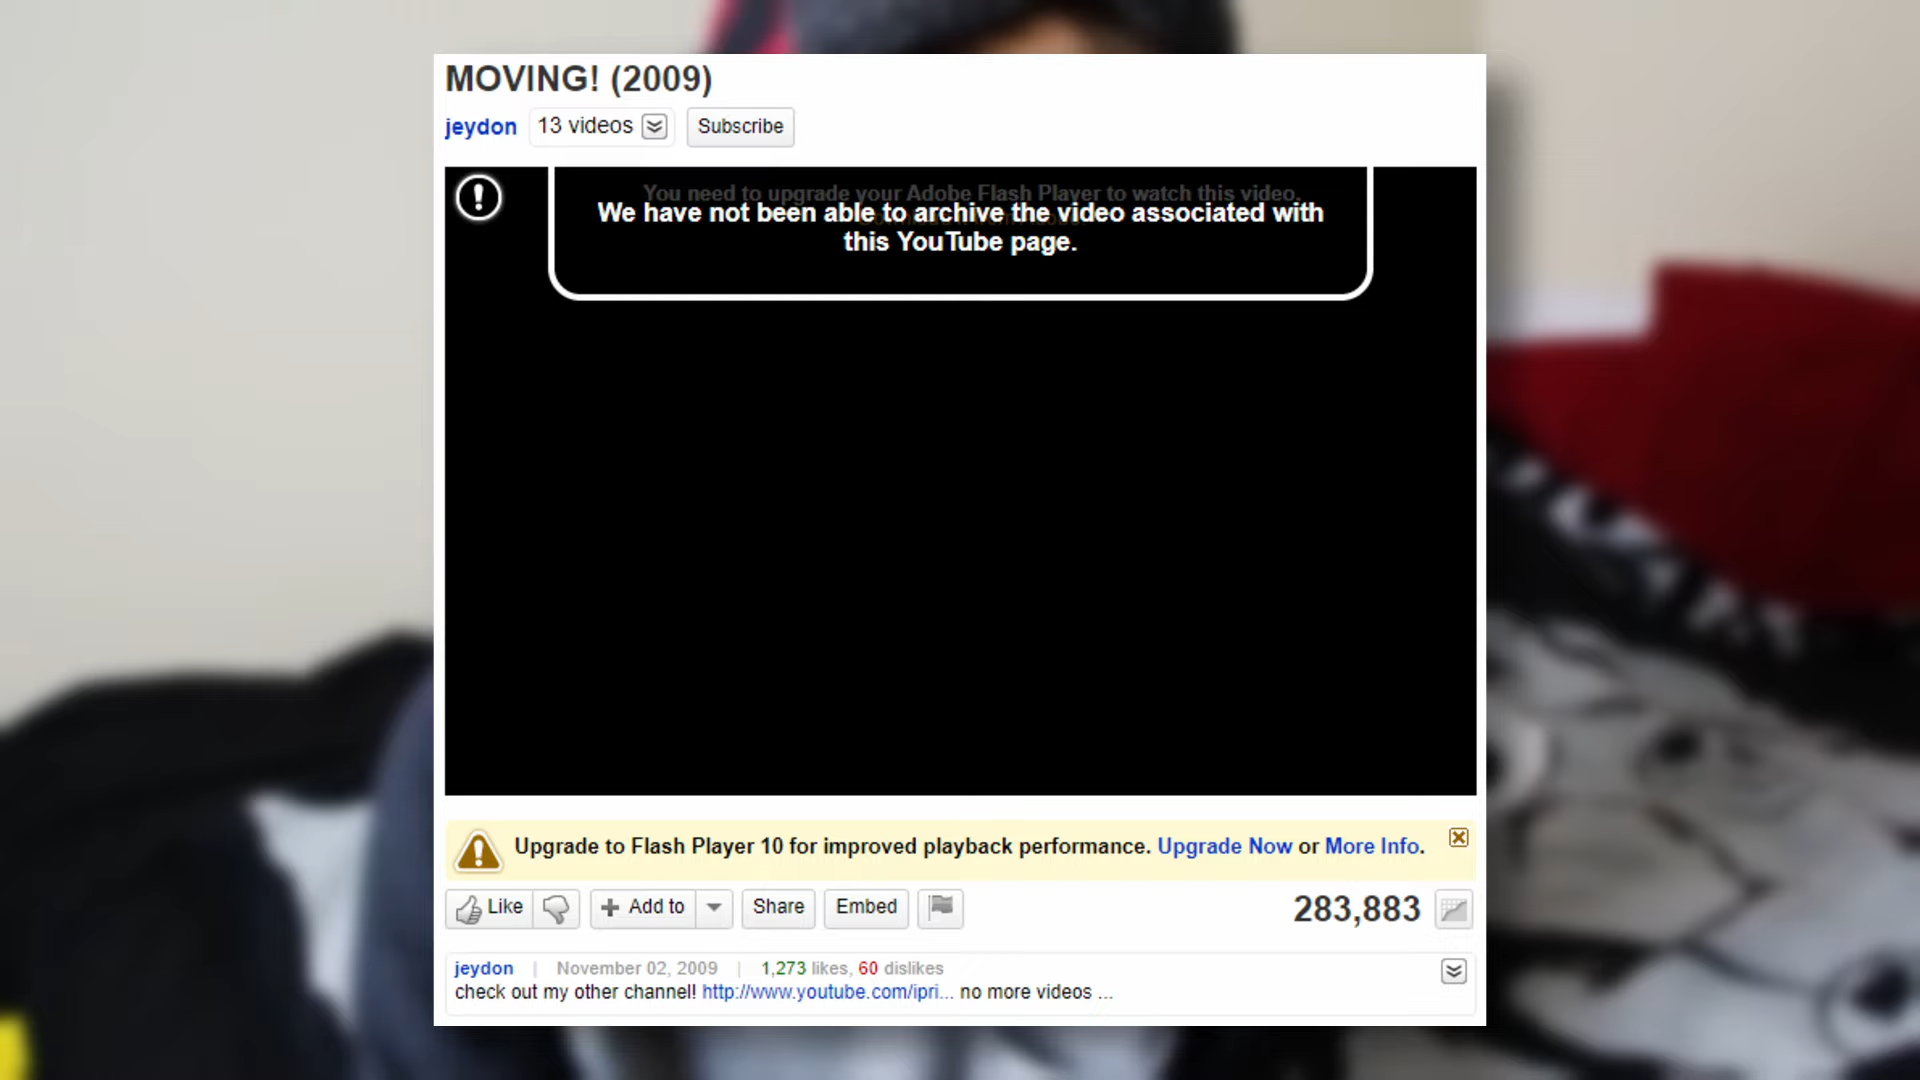 MOVING! (2009)
jeydon 13 videos Subscribe
You need to upgrade your Adobe Flash Player to watch this video.
We have not been able to archive the video associated with
this YouTube page.
Upgrade to Flash Player 10 for improved playback performance. Upgrade Now or More Info.
Like Add to Share Embed 283,883
jeydon | November 02, 2009 | 1,273 likes, 60 dislikes
check out my other channel! http://www.youtube.com/ipri... no more videos ...